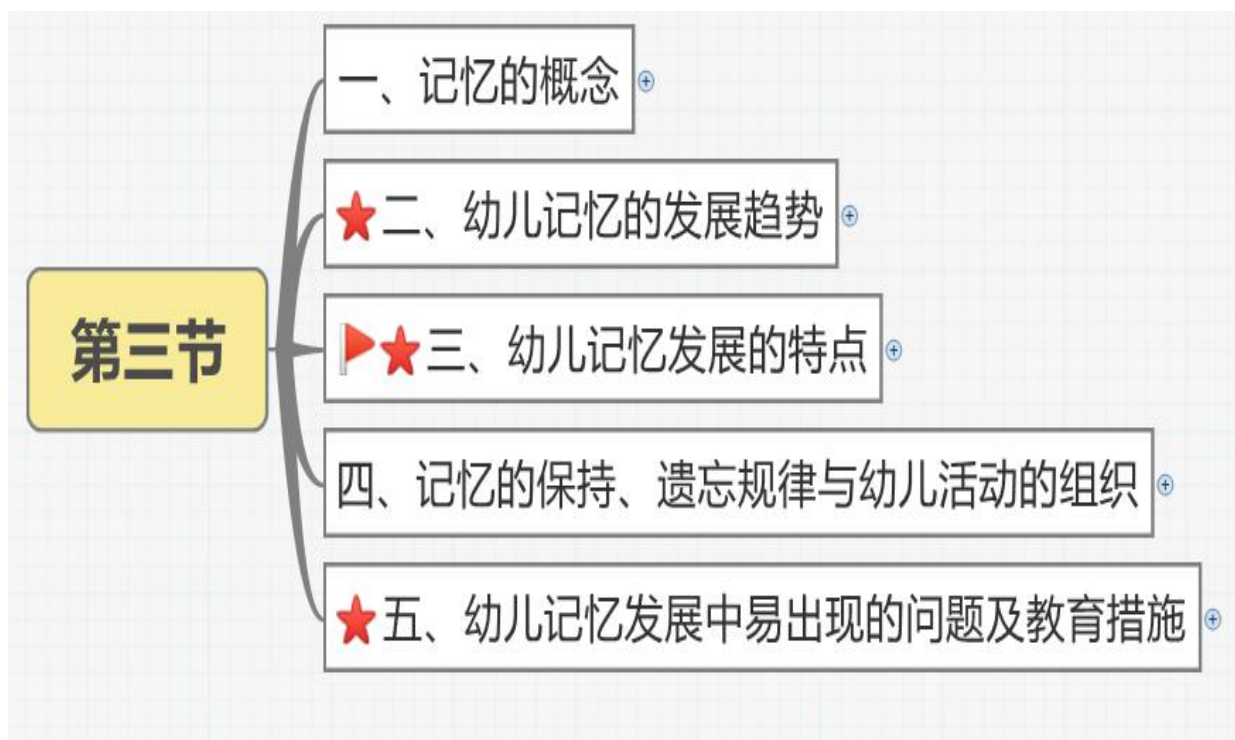 第三节
一、记忆的概念
二、幼儿记忆的发展趋势
三、幼儿记忆发展的特点
四、记忆的保持、遗忘规律与幼儿活动的组织
五、幼儿记忆发展中易出现的问题及教育措施